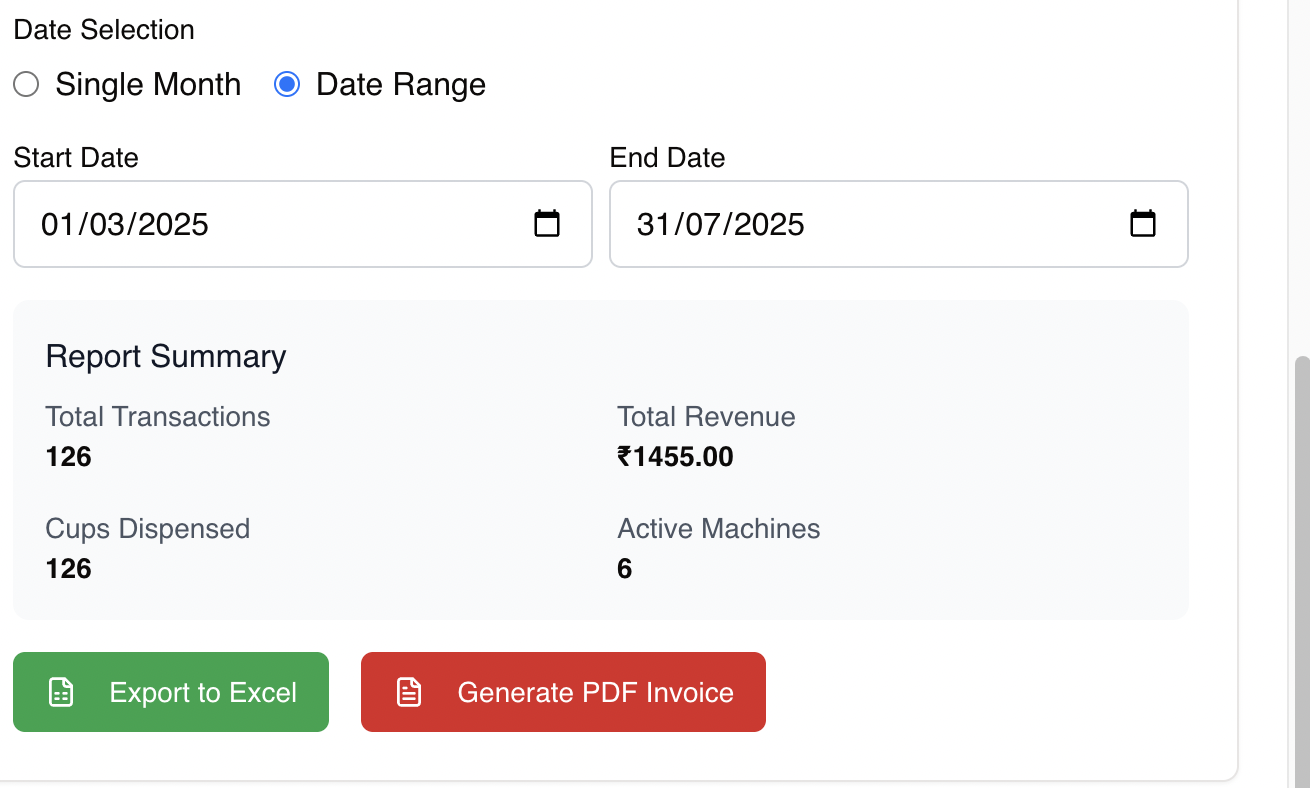 Date Selection
Single Month Date Range
Start Date End Date
01/03/2025 31/07/2025
Report Summary
Total Transactions Total Revenue
126 ₹1455.00
Cups Dispensed Active Machines
126 6
Export to Excel Generate PDF Invoice